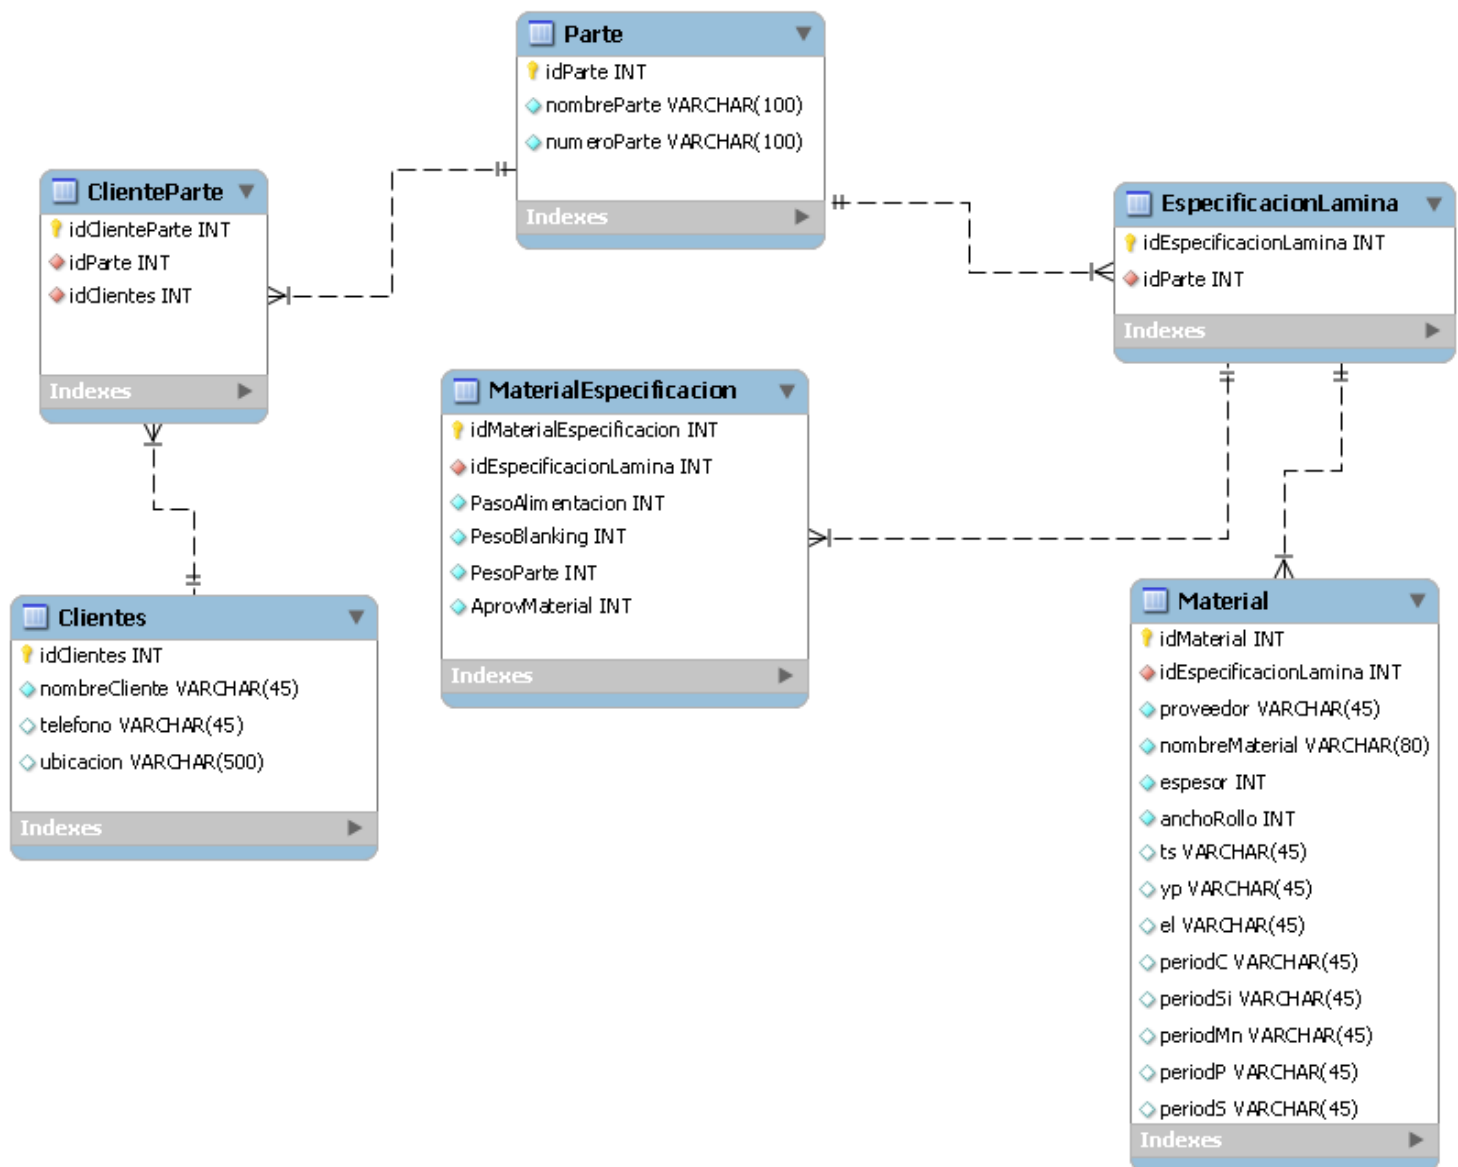 Parte
idParte INT
nombreParte VARCHAR(100)
numeroParte VARCHAR(100)
Indexes
ClienteParte
idClienteParte INT
idParte INT
idClientes INT
Indexes
EspecificacionLamina
idEspecificacionLamina INT
idParte INT
Indexes
MaterialEspecificacion
idMaterialEspecificacion INT
idEspecificacionLamina INT
PasoAlimentacion INT
PesoBlanking INT
PesoParte INT
AprovMaterial INT
Indexes
Clientes
idClientes INT
nombreCliente VARCHAR(45)
telefono VARCHAR(45)
ubicacion VARCHAR(500)
Indexes
Material
idMaterial INT
idEspecificacionLamina INT
proveedor VARCHAR(45)
nombreMaterial VARCHAR(80)
espesor INT
anchoRollo INT
ts VARCHAR(45)
yp VARCHAR(45)
el VARCHAR(45)
periodC VARCHAR(45)
periodSi VARCHAR(45)
periodMn VARCHAR(45)
periodP VARCHAR(45)
periodS VARCHAR(45)
Indexes